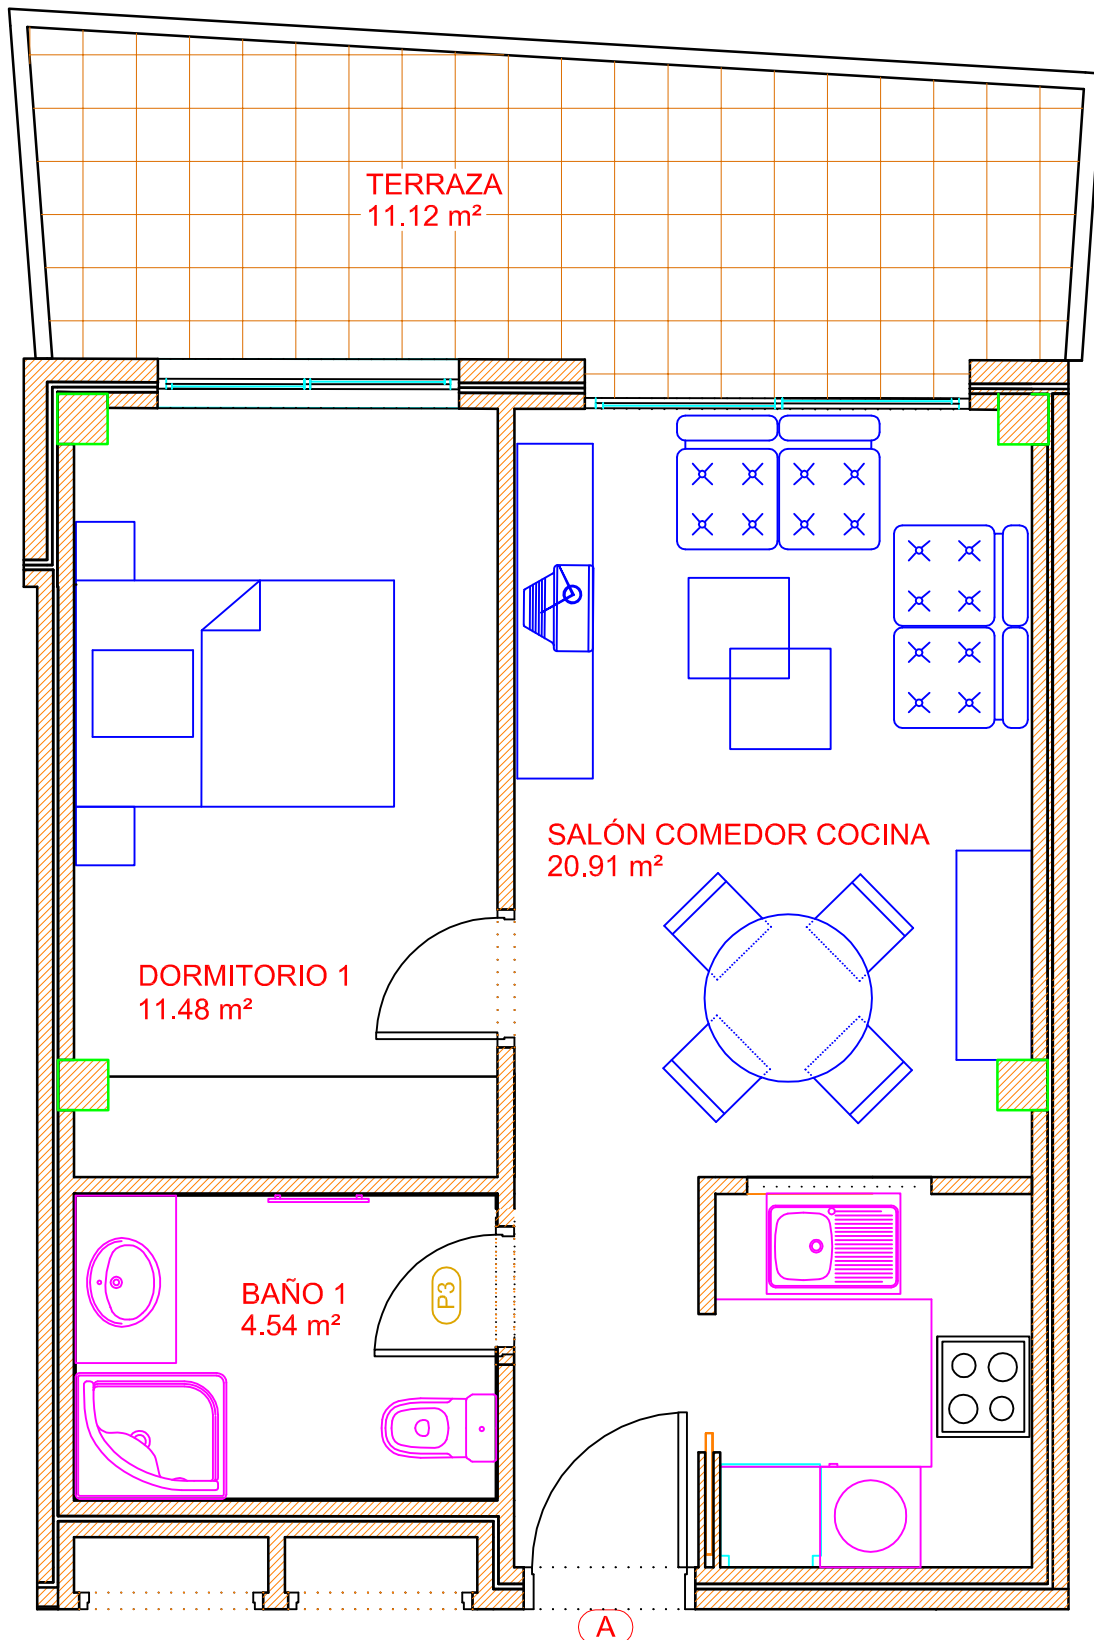 TERRAZA
11.12 m²
SALÓN COMEDOR COCINA
20.91 m²
DORMITORIO 1
11.48 m²
BAÑO 1
4.54 m²
P3
A